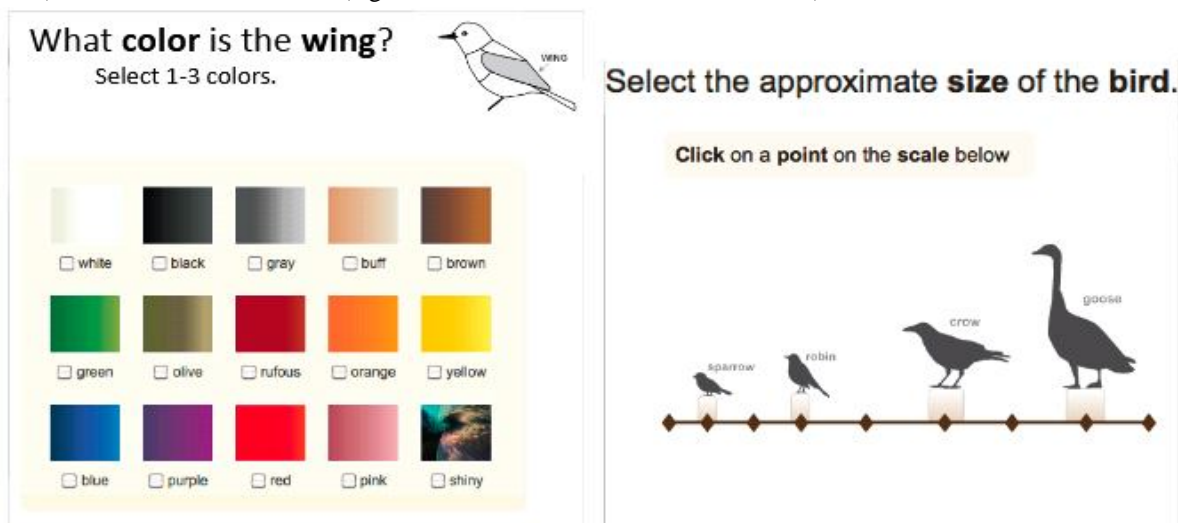 What color is the wing?
Select 1-3 colors.
WING
white black gray buff brown
green olive rufous orange yellow
blue purple red pink shiny
Select the approximate size of the bird.
Click on a point on the scale below
sparrow
robin
crow
goose